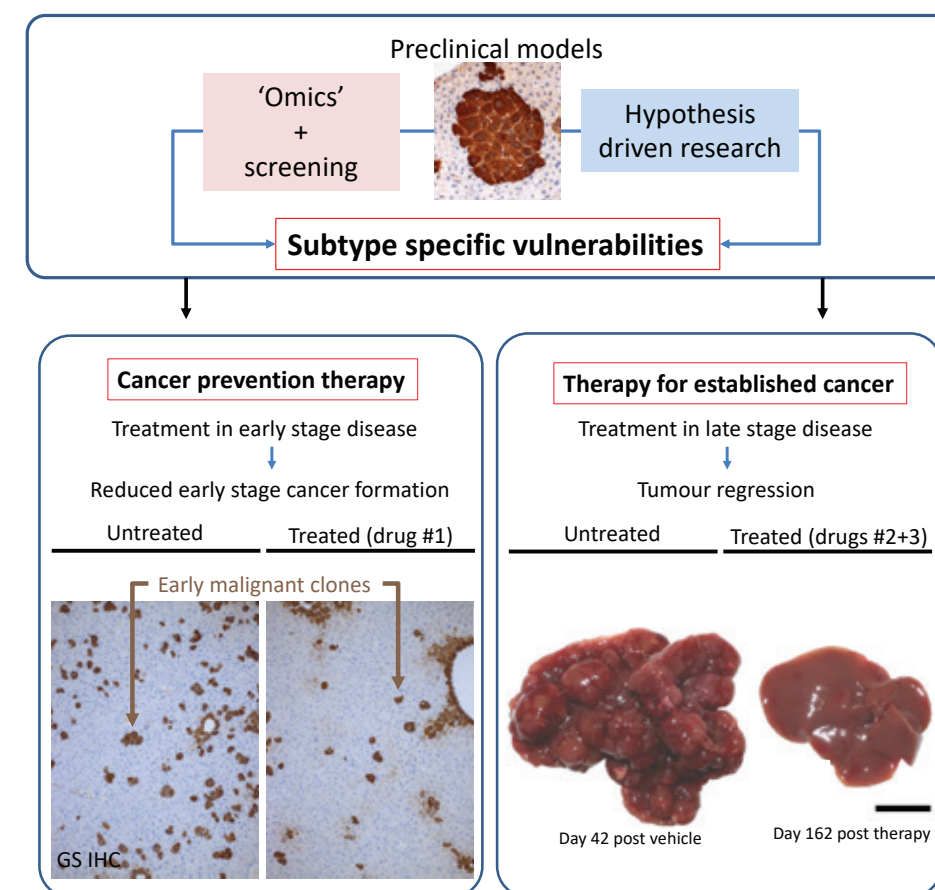 Preclinical models
‘Omics’
+
screening
Hypothesis
driven research
Subtype specific vulnerabilities
Cancer prevention therapy
Treatment in early stage disease
Reduced early stage cancer formation
Untreated
Treated (drug #1)
Early malignant clones
GS IHC
Therapy for established cancer
Treatment in late stage disease
Tumour regression
Untreated
Treated (drugs #2+3)
Day 42 post vehicle
Day 162 post therapy